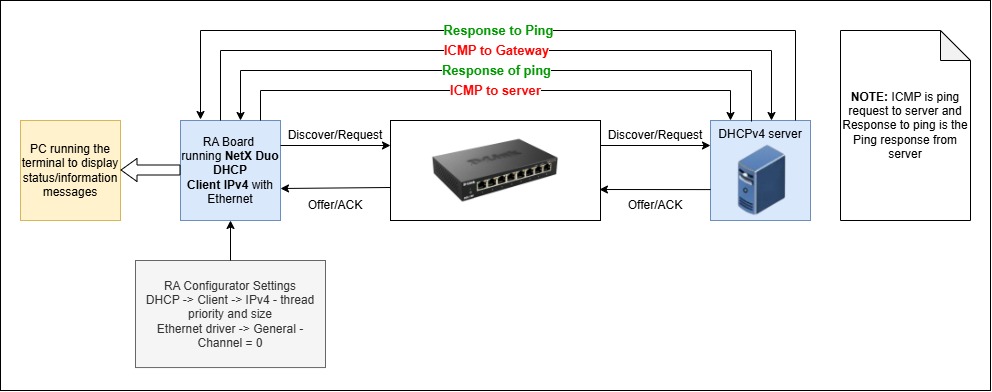 Response to Ping
ICMP to Gateway
Response of ping
ICMP to server
PC running the
terminal to display
status/information
messages
RA Board
running NetX Duo
DHCP
Client IPv4 with
Ethernet
Discover/Request
Offer/ACK
D-Link
Discover/Request
Offer/ACK
DHCPv4 server
NOTE: ICMP is ping
request to server and
Response to ping is the
Ping response from
server
RA Configurator Settings
DHCP -> Client -> IPv4 - thread
priority and size
Ethernet driver -> General -
Channel = 0